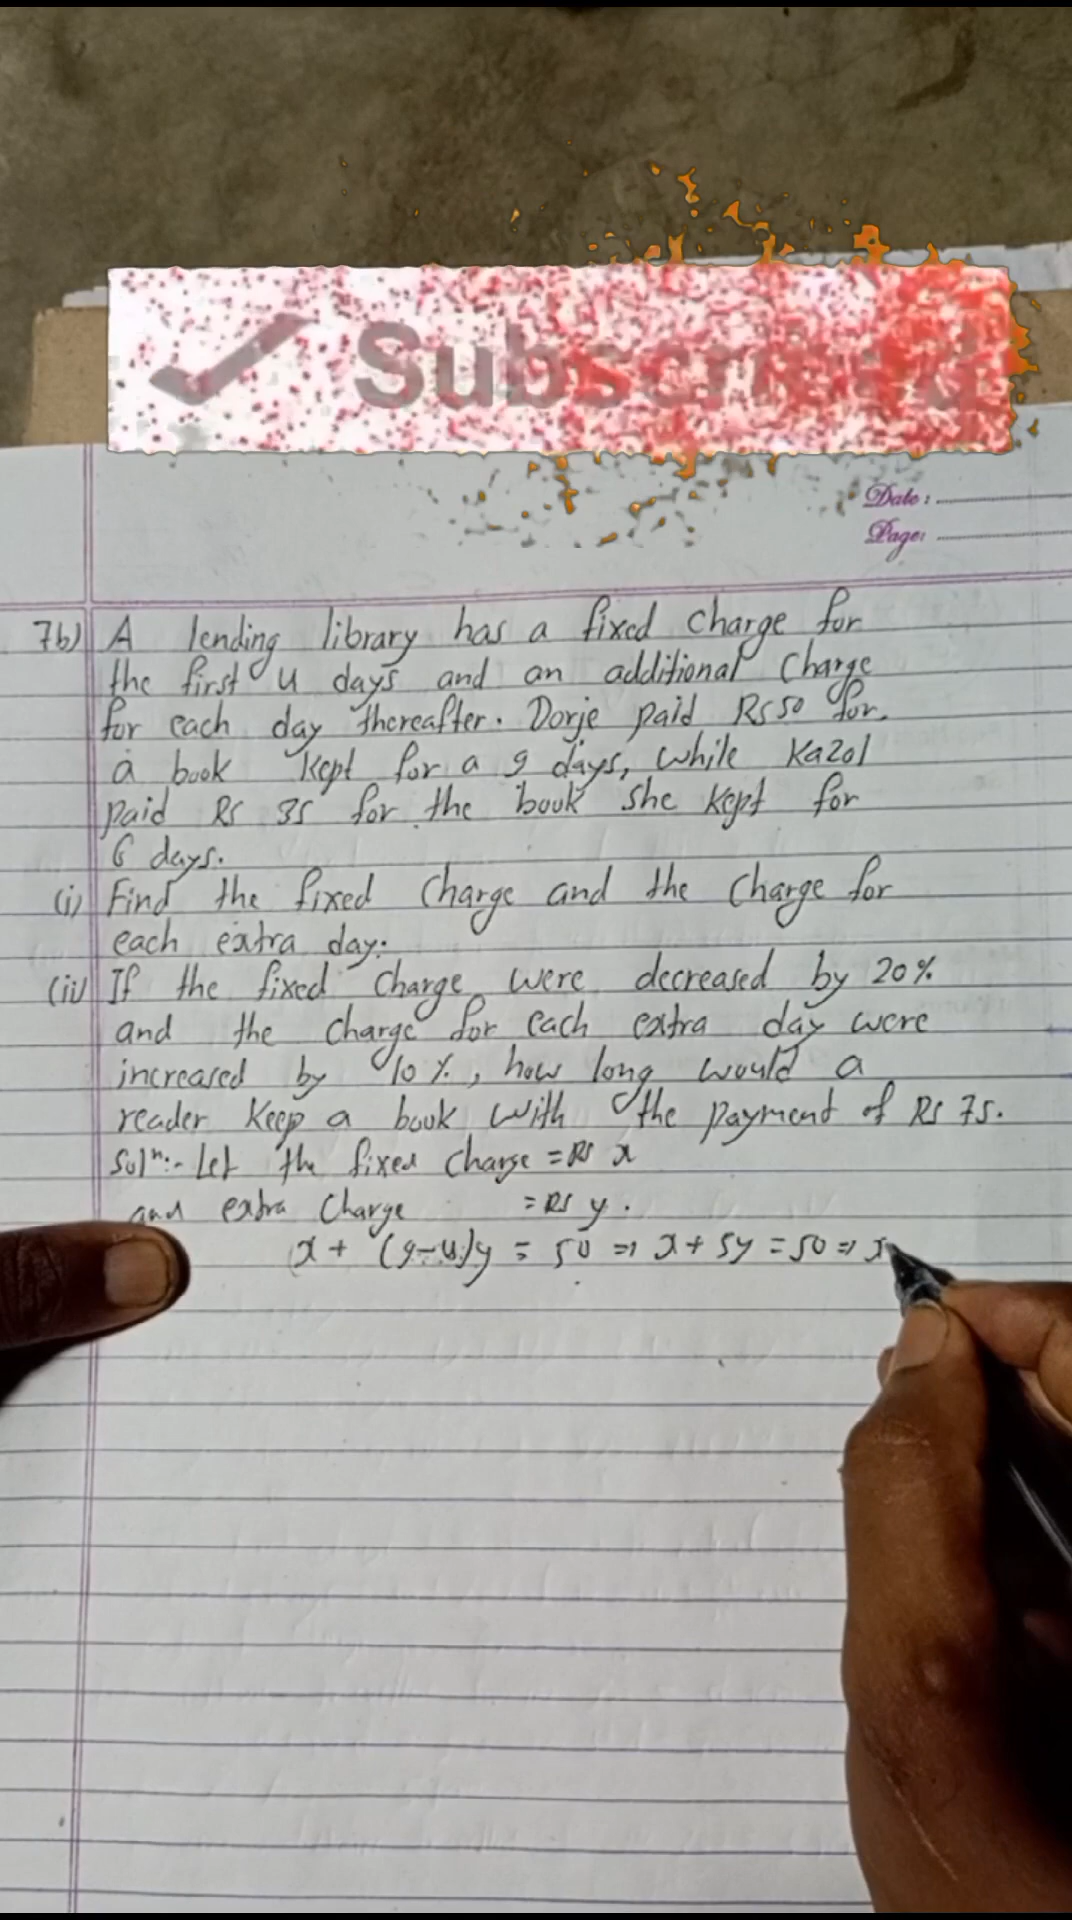 Subscribed
Date:
Page:
7b) A lending library has a fixed charge for
the first 4 days and an additional charge
for each day thereafter. Dorje paid Rs 50 for
a book kept for a 9 days, while Kazol
paid Rs 35 for the book she kept for
6 days.
(i) Find the fixed charge and the charge for
each extra day.
(ii) If the fixed charge were decreased by 20%
and the charge for each extra day were
increased by 10%, how long would a
reader keep a book with the payment of Rs 75.
Solⁿ:- Let the fixed charge = Rs x
and extra charge = Rs y.
x + (9-4)y = 50 => x + 5y = 50 => x